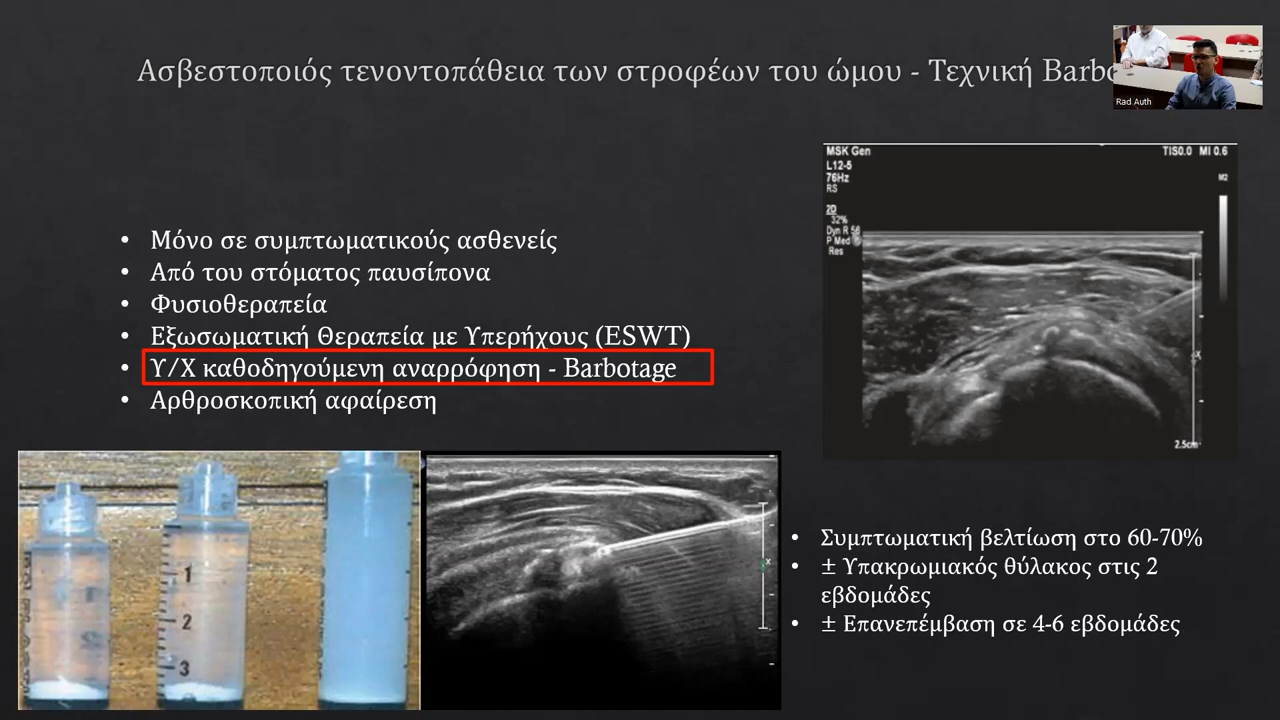 Ασβεστοποιός τενοντοπάθεια των στροφέων του ώμου - Τεχνική
Rad Auth
MSK Gen
TIS0.0 MI 0.6
L12-5
76Hz
RS
M2
2D
32%
Dyn R 56
P Med
Res
x
2.5cm
• Μόνο σε συμπτωματικούς ασθενείς
• Από του στόματος παυσίπονα
• Φυσιοθεραπεία
• Εξωσωματική Θεραπεία με Υπερήχους (ESWT)
• Υ/Χ καθοδηγούμενη αναρρόφηση - Barbotage
• Αρθροσκοπική αφαίρεση
1
2
3
x
• Συμπτωματική βελτίωση στο 60-70%
• ± Υπακρωμιακός θύλακος στις 2
εβδομάδες
• ± Επανεπέμβαση σε 4-6 εβδομάδες